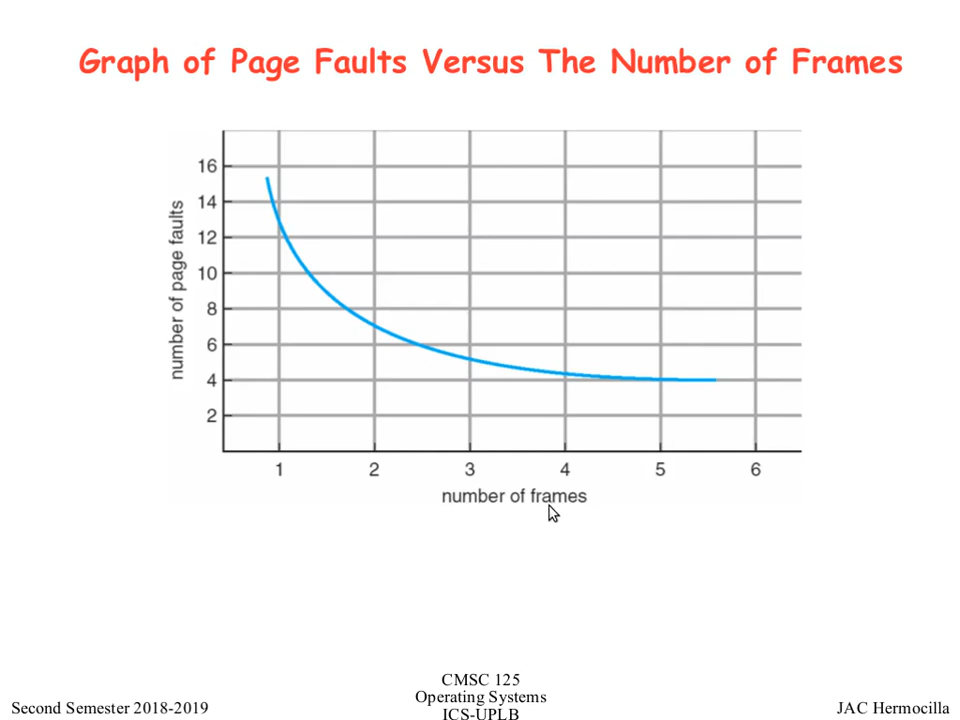 Graph of Page Faults Versus The Number of Frames
number of page faults
16
14
12
10
8
6
4
2
1 2 3 4 5 6
number of frames
Second Semester 2018-2019
CMSC 125
Operating Systems
ICS-UPLB
JAC Hermocilla